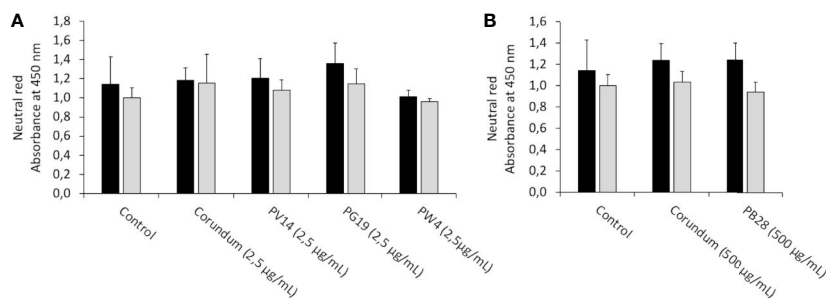 A
Neutral red
Absorbance at 450 nm
1,8
1,6
1,4
1,2
1,0
0,8
0,6
0,4
0,2
0,0
Control
Corundum (2,5 µg/mL)
PV14 (2,5 µg/mL)
PG19 (2,5 µg/mL)
PW4 (2,5µg/mL)
B
Neutral red
Absorbance at 450 nm
1,6
1,4
1,2
1,0
0,8
0,6
0,4
0,2
0,0
Control
Corundum (500 µg/mL)
PB28 (500 µg/mL)